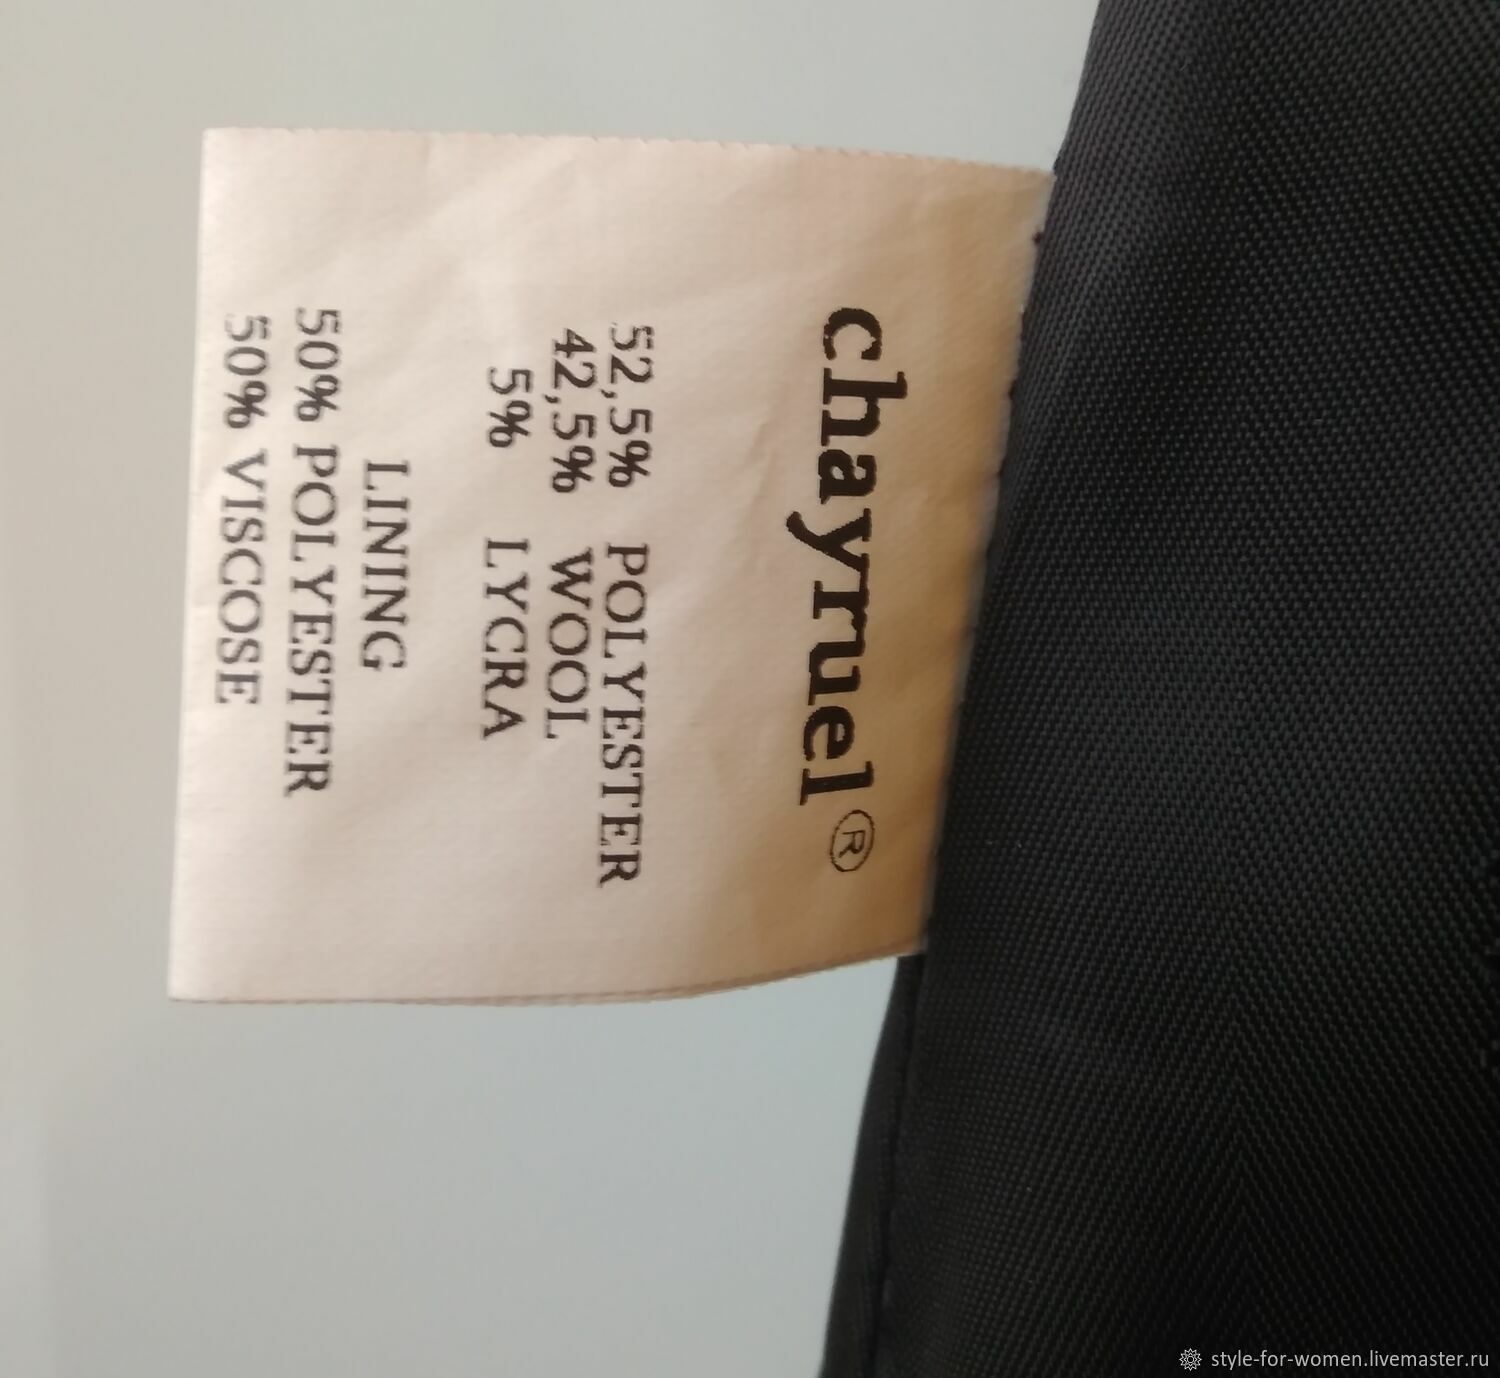 chayruel®
52,5% POLYESTER
42,5% WOOL
5% LYCRA
LINING
50% POLYESTER
50% VISCOSE
style-for-women.livemaster.ru